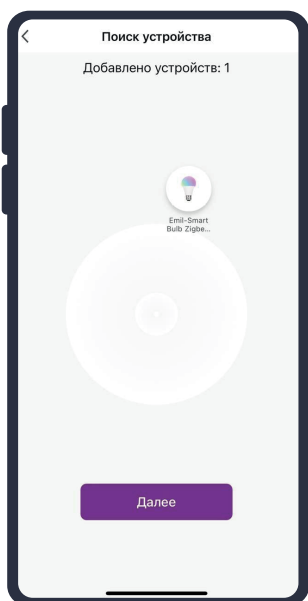 Поиск устройства
Добавлено устройств: 1
Emil-Smart
Bulb Zigbe...
Далее